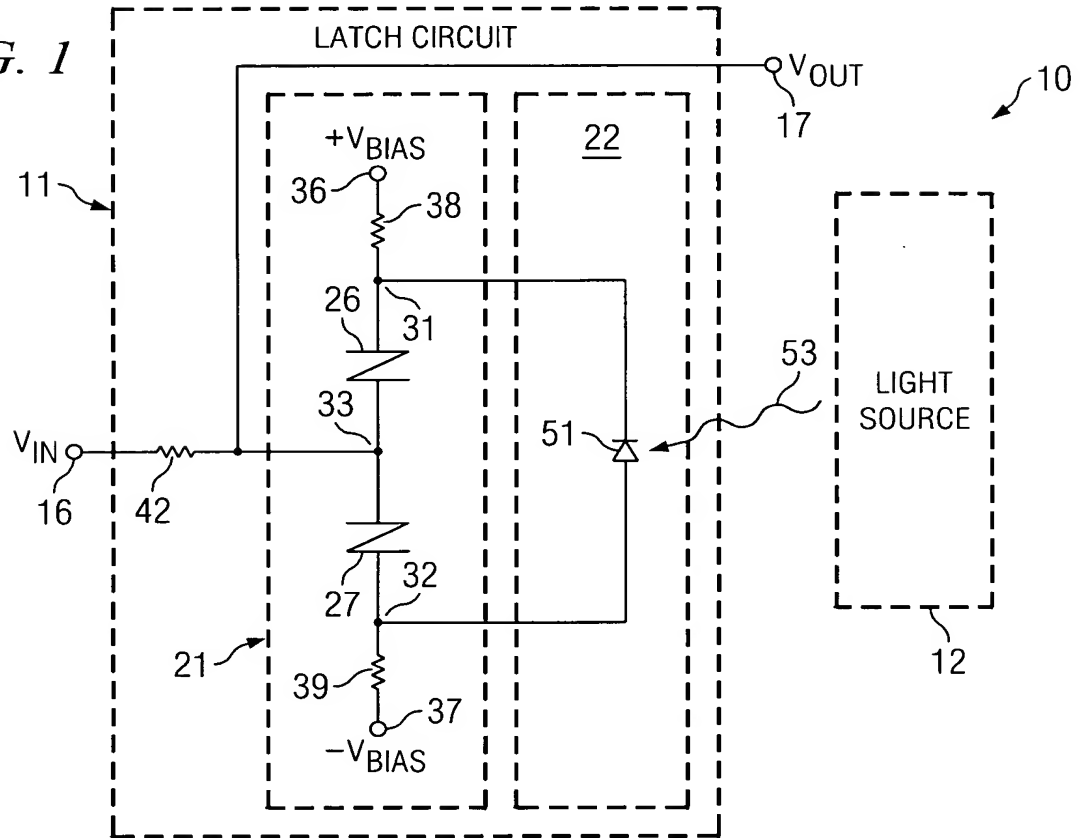 G. 1
LATCH CIRCUIT
VOUT
17
10
+VBIAS
36
38
22
11
26
31
33
53
LIGHT
SOURCE
VIN
16
42
51
27
32
21
39
37
12
-VBIAS